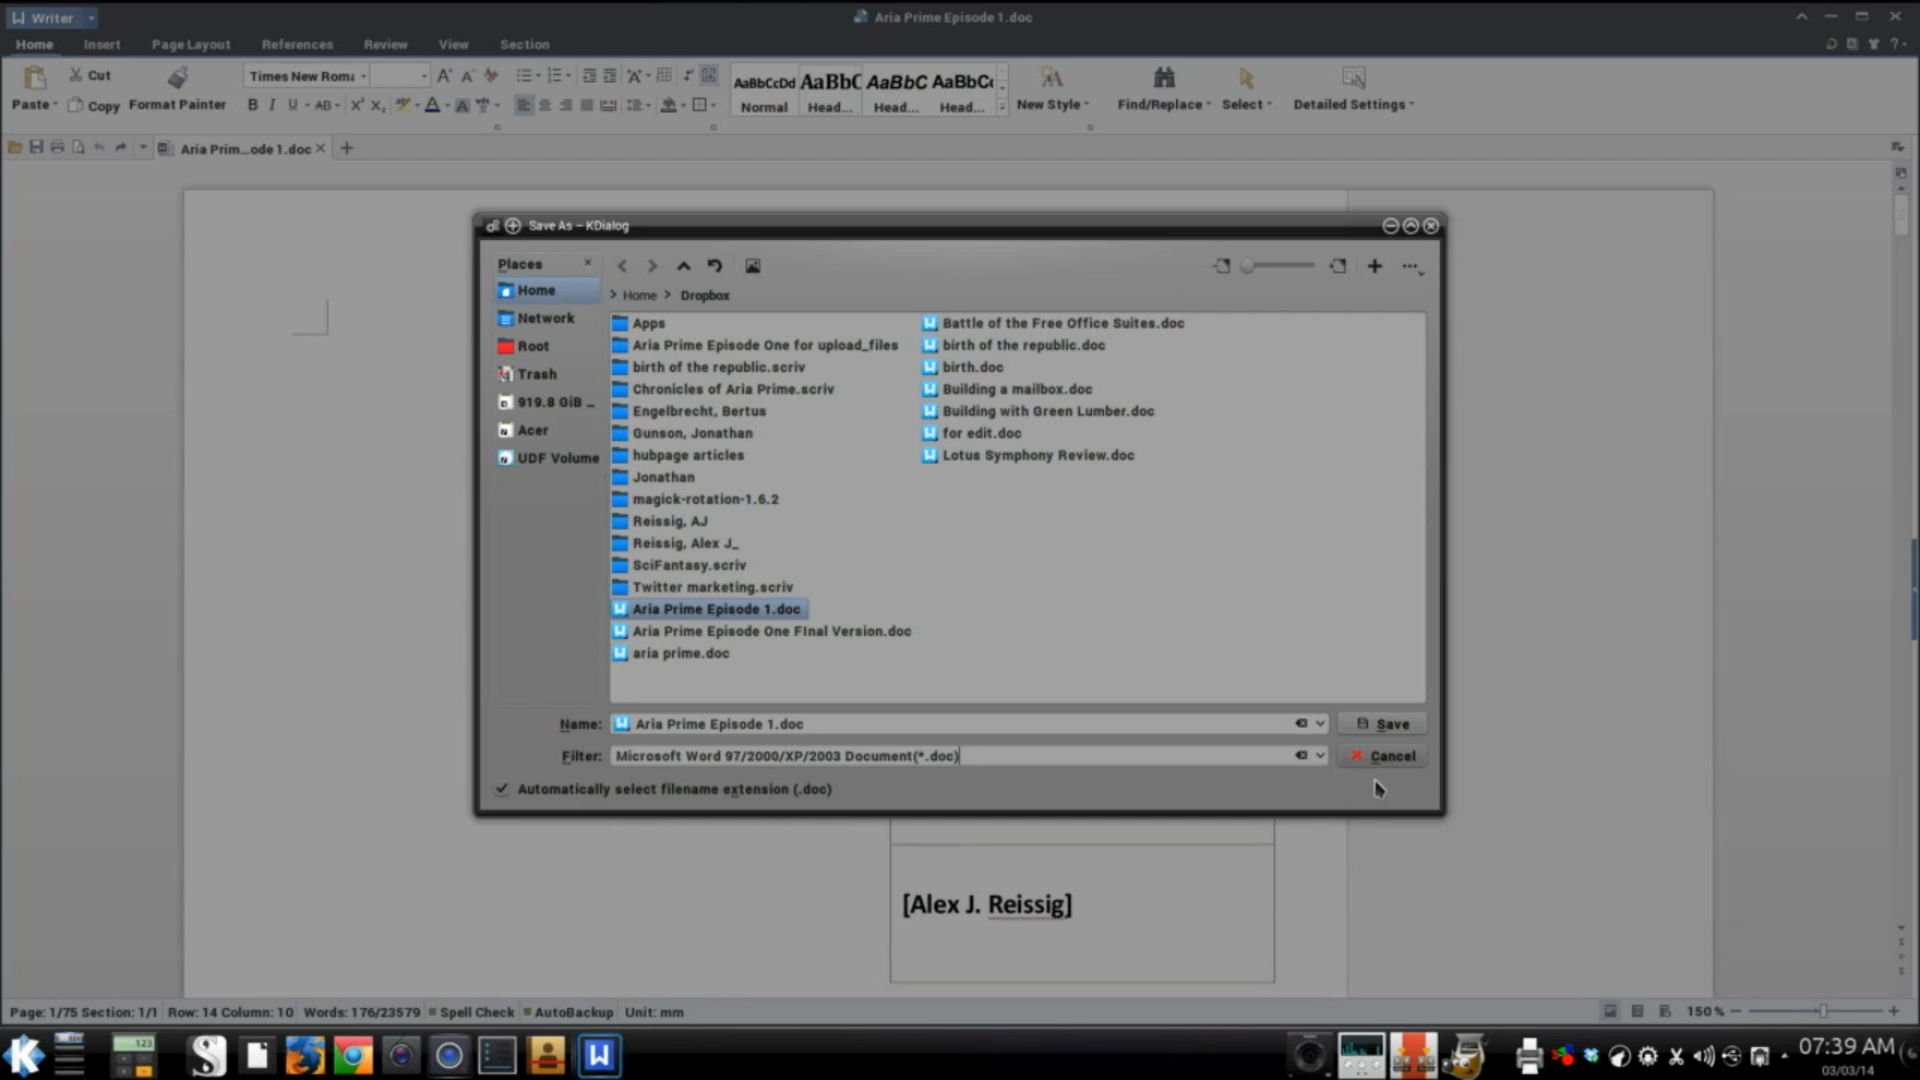 Writer
Aria Prime Episode 1.doc
Home Insert Page Layout References Review View Section
Cut
Paste Copy Format Painter
Times New Roma
B I U AB X² X₂ A A
AaBbCcDd AaBbC AaBbC AaBbC
Normal Head... Head... Head...
New Style Find/Replace Select Detailed Settings
Aria Prim...ode 1.doc
Save As – KDialog
Places
Home
Network
Root
Trash
919.8 GiB ...
Acer
UDF Volume
> Home > Dropbox
Apps
Aria Prime Episode One for upload_files
birth of the republic.scriv
Chronicles of Aria Prime.scriv
Engelbrecht, Bertus
Gunson, Jonathan
hubpage articles
Jonathan
magick-rotation-1.6.2
Reissig, AJ
Reissig, Alex J_
SciFantasy.scriv
Twitter marketing.scriv
Aria Prime Episode 1.doc
Aria Prime Episode One FInal Version.doc
aria prime.doc
Battle of the Free Office Suites.doc
birth of the republic.doc
birth.doc
Building a mailbox.doc
Building with Green Lumber.doc
for edit.doc
Lotus Symphony Review.doc
Name: Aria Prime Episode 1.doc Save
Filter: Microsoft Word 97/2000/XP/2003 Document(*.doc) Cancel
Automatically select filename extension (.doc)
[Alex J. Reissig]
Page: 1/75 Section: 1/1 Row: 14 Column: 10 Words: 176/23579 Spell Check AutoBackup Unit: mm 150 %
123
07:39 AM
03/03/14